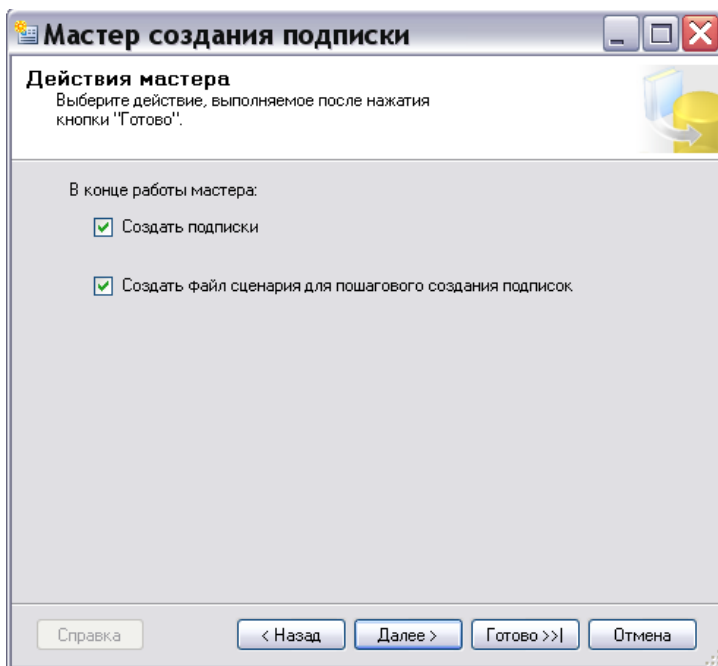 Мастер создания подписки
Действия мастера
Выберите действие, выполняемое после нажатия
кнопки "Готово".
В конце работы мастера:
Создать подписки
Создать файл сценария для пошагового создания подписок
Справка
< Назад
Далее >
Готово >>|
Отмена